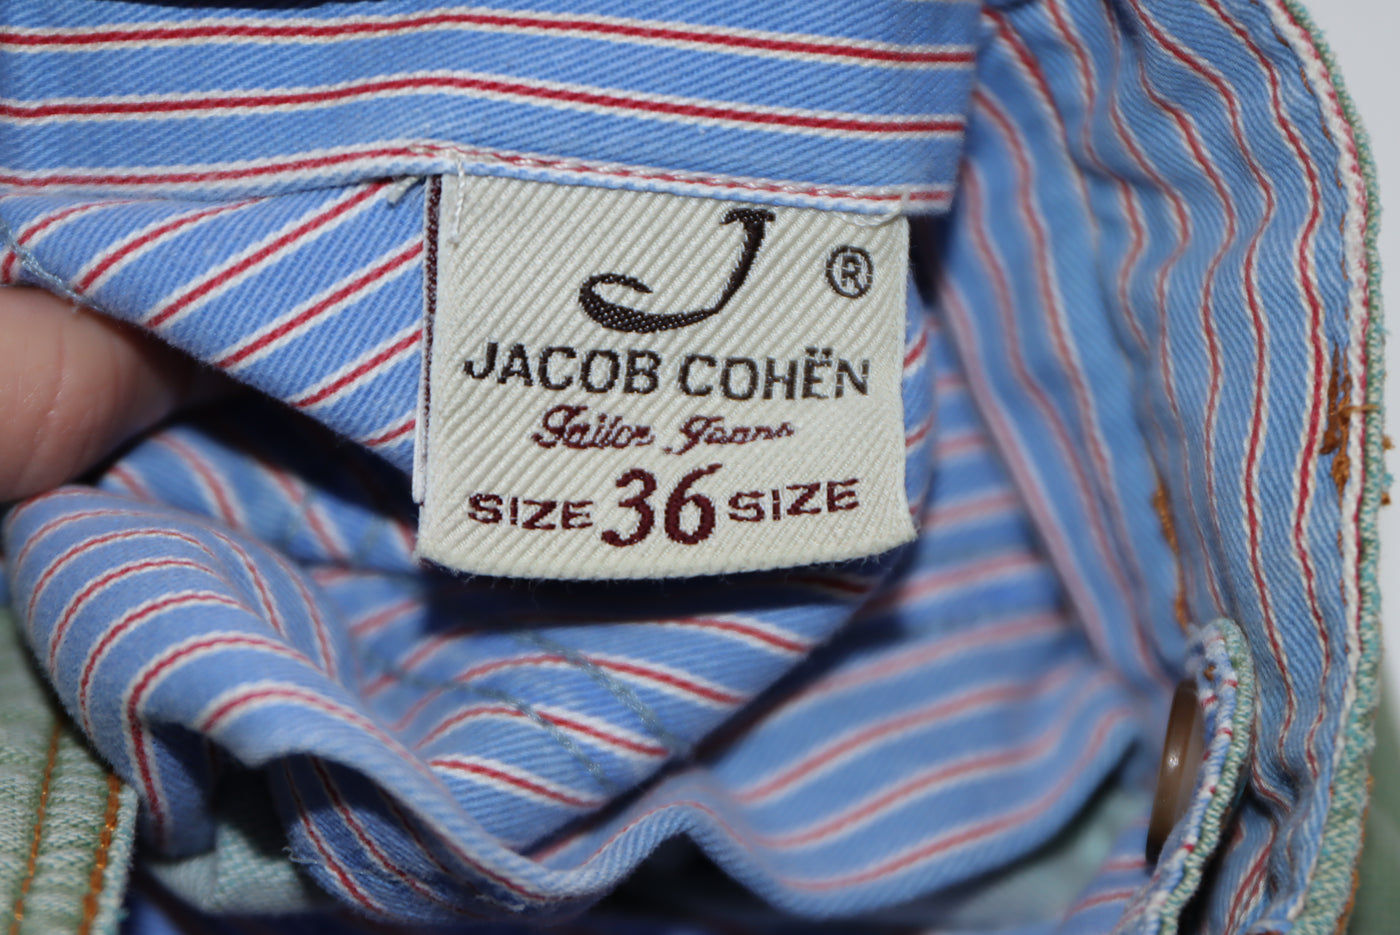 J ®
JACOB COHËN
Tailor Jeans
SIZE 36 SIZE